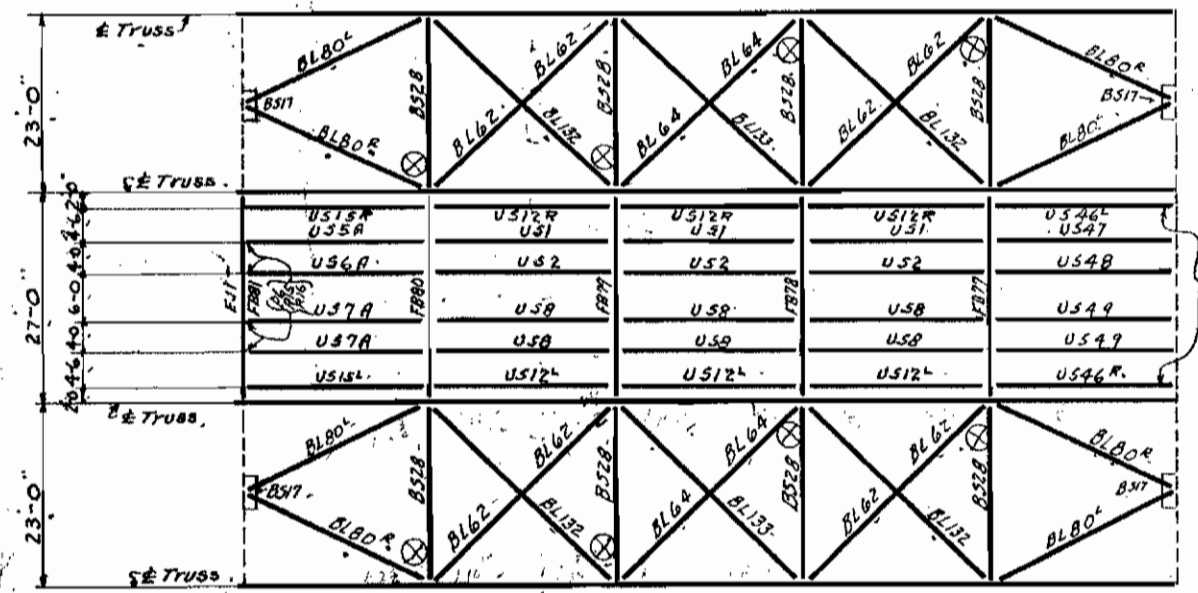 ⅊ Truss
23'-0"
BL80ᴸ
BS17
BL80ᴿ
BS28
BL62
BL62
BL132
BS28
BL64
BL64
BL133
BS28
BL62
BL62
BL132
BS28
BL80ᴿ
BS17
BL80ᴸ
Truss
27'-0"
US15ᴿ US12ᴿ US12ᴿ US12ᴿ US46ᴸ
US5A US1 US1 US1 US47
US6A US2 US2 US2 US48
FB81 FB80 FB79 FB78 FB77
US7A US8 US8 US8 US49
US7A US8 US8 US8 US49
US15ᴸ US12ᴸ US12ᴸ US12ᴸ US46ᴿ
Truss
23'-0"
BL80ᴸ
BS17
BL80ᴿ
BS28
BL62
BL62
BL132
BS28
BL64
BL64
BL133
BS28
BL62
BL62
BL132
BS28
BL80ᴿ
BS17
BL80ᴸ
Truss